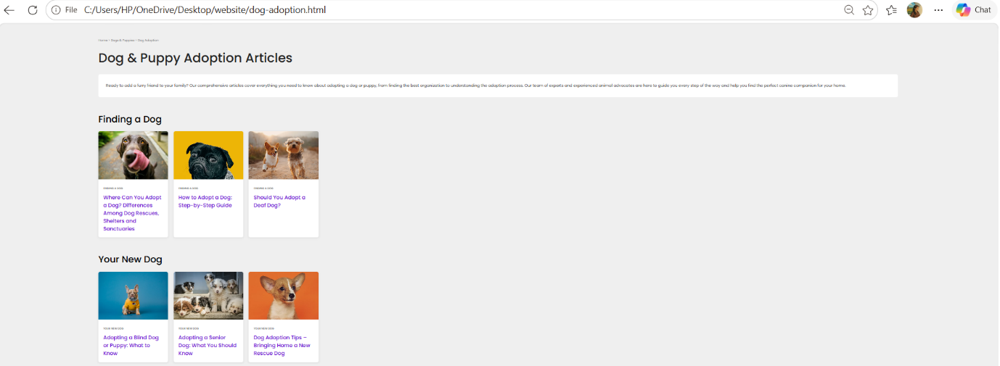 File C:/Users/HP/OneDrive/Desktop/website/dog-adoption.html
Chat
Home > Dogs & Puppies > Dog Adoption
Dog & Puppy Adoption Articles
Ready to add a furry friend to your family? Our comprehensive articles cover everything you need to know about adopting a dog or puppy, from finding the best organization to understanding the adoption process. Our team of experts and experienced animal advocates are here to guide you every step of the way and help you find the perfect canine companion for your home.
Finding a Dog
FINDING A DOG
Where Can You Adopt
a Dog? Differences
Among Dog Rescues,
Shelters and
Sanctuaries
FINDING A DOG
How to Adopt a Dog:
Step-by-Step Guide
FINDING A DOG
Should You Adopt a
Deaf Dog?
Your New Dog
YOUR NEW DOG
Adopting a Blind Dog
or Puppy: What to
Know
YOUR NEW DOG
Adopting a Senior
Dog: What You Should
Know
YOUR NEW DOG
Dog Adoption Tips –
Bringing Home a New
Rescue Dog